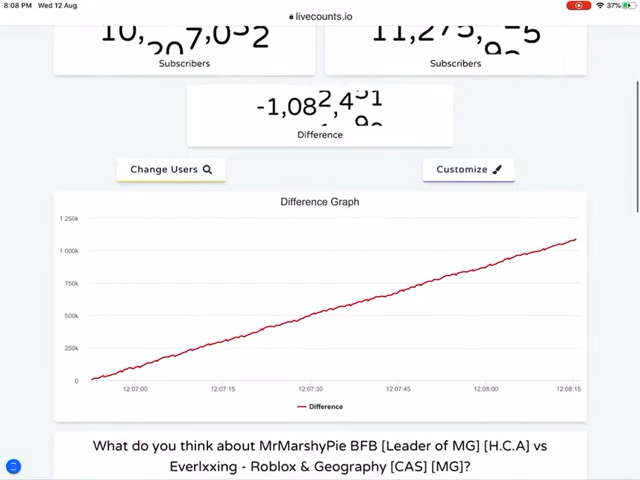 8:08 PM Wed 12 Aug
37%
livecounts.io
Subscribers
Subscribers
Difference
Change Users
Customize
Difference Graph
1 250k
1 000k
750k
500k
250k
0
12:07:00
12:07:15
12:07:30
12:07:45
12:08:00
12:08:15
Difference
What do you think about MrMarshyPie BFB [Leader of MG] [H.C.A] vs
Everlxxing - Roblox & Geography [CAS] [MG]?